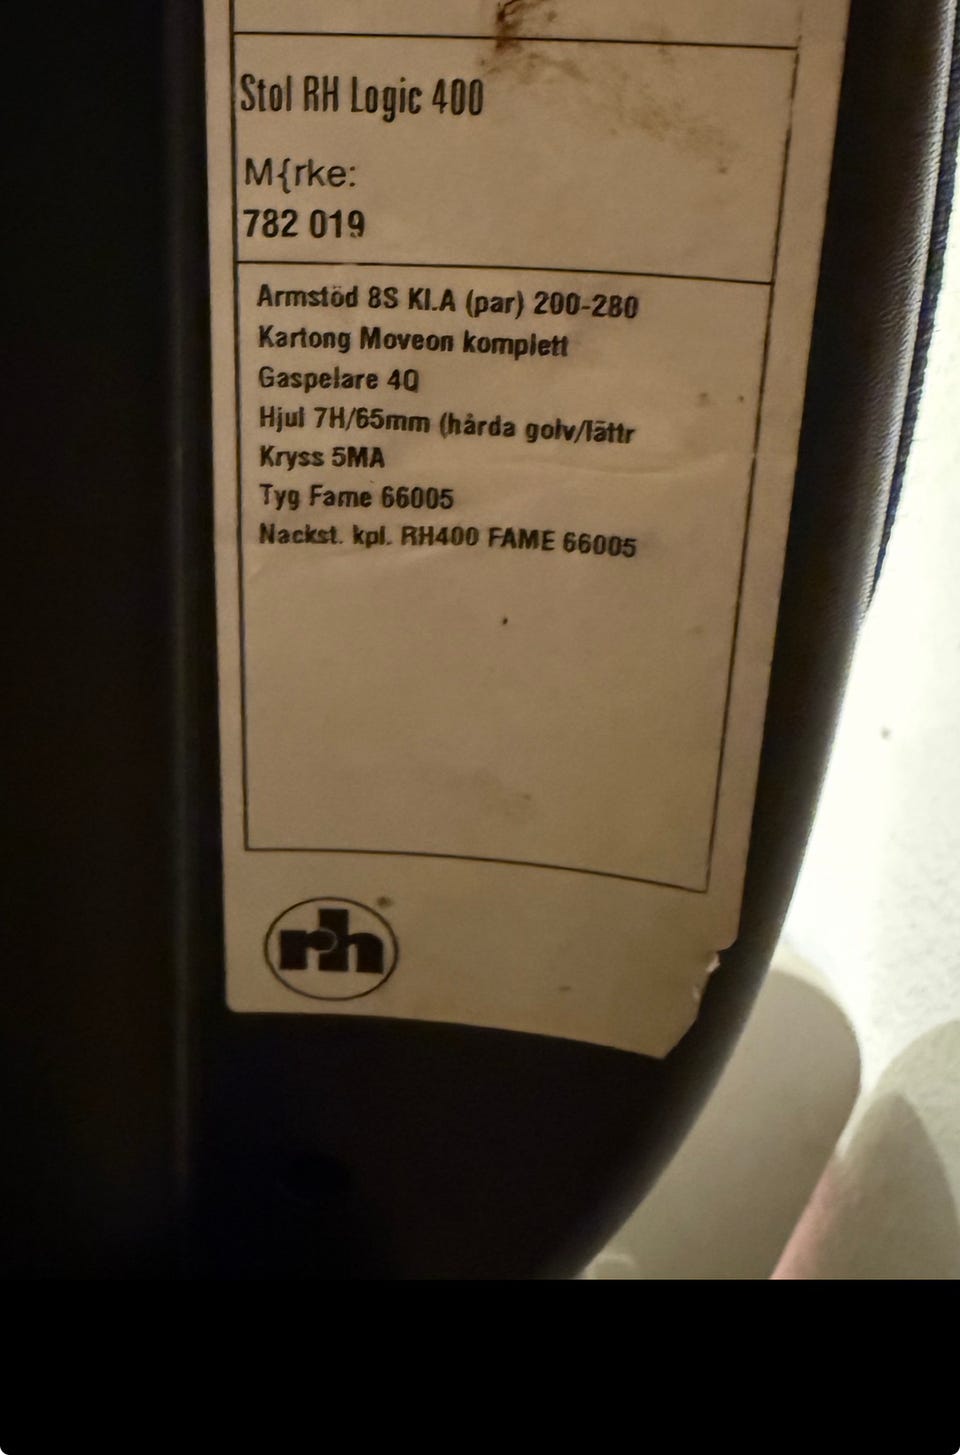 Stol RH Logic 400
M{rke:
782 019
Armstöd 8S Kl.A (par) 200-280
Kartong Moveon komplett
Gaspelare 4Q
Hjul 7H/65mm (hårda golv/lättr
Kryss 5MA
Tyg Fame 66005
Nackst. kpl. RH400 FAME 66005
rh